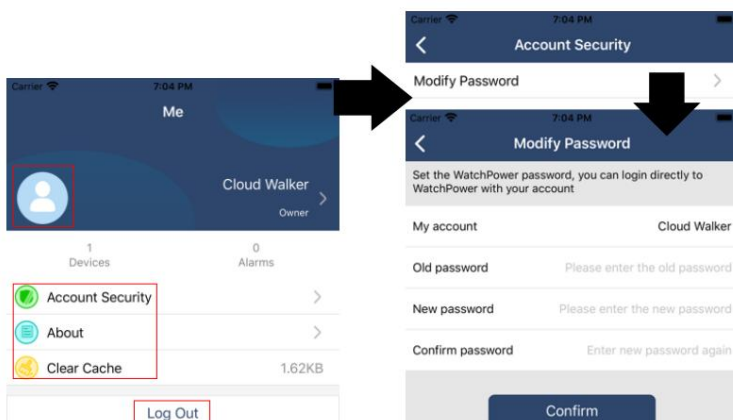 Carrier 7:04 PM
Me
Cloud Walker
Owner
1 0
Devices Alarms
Account Security
About
Clear Cache 1.62KB
Log Out
Carrier 7:04 PM
Account Security
Modify Password
Carrier 7:04 PM
Modify Password
Set the WatchPower password, you can login directly to
WatchPower with your account
My account Cloud Walker
Old password Please enter the old password
New password Please enter the new password
Confirm password Enter new password again
Confirm